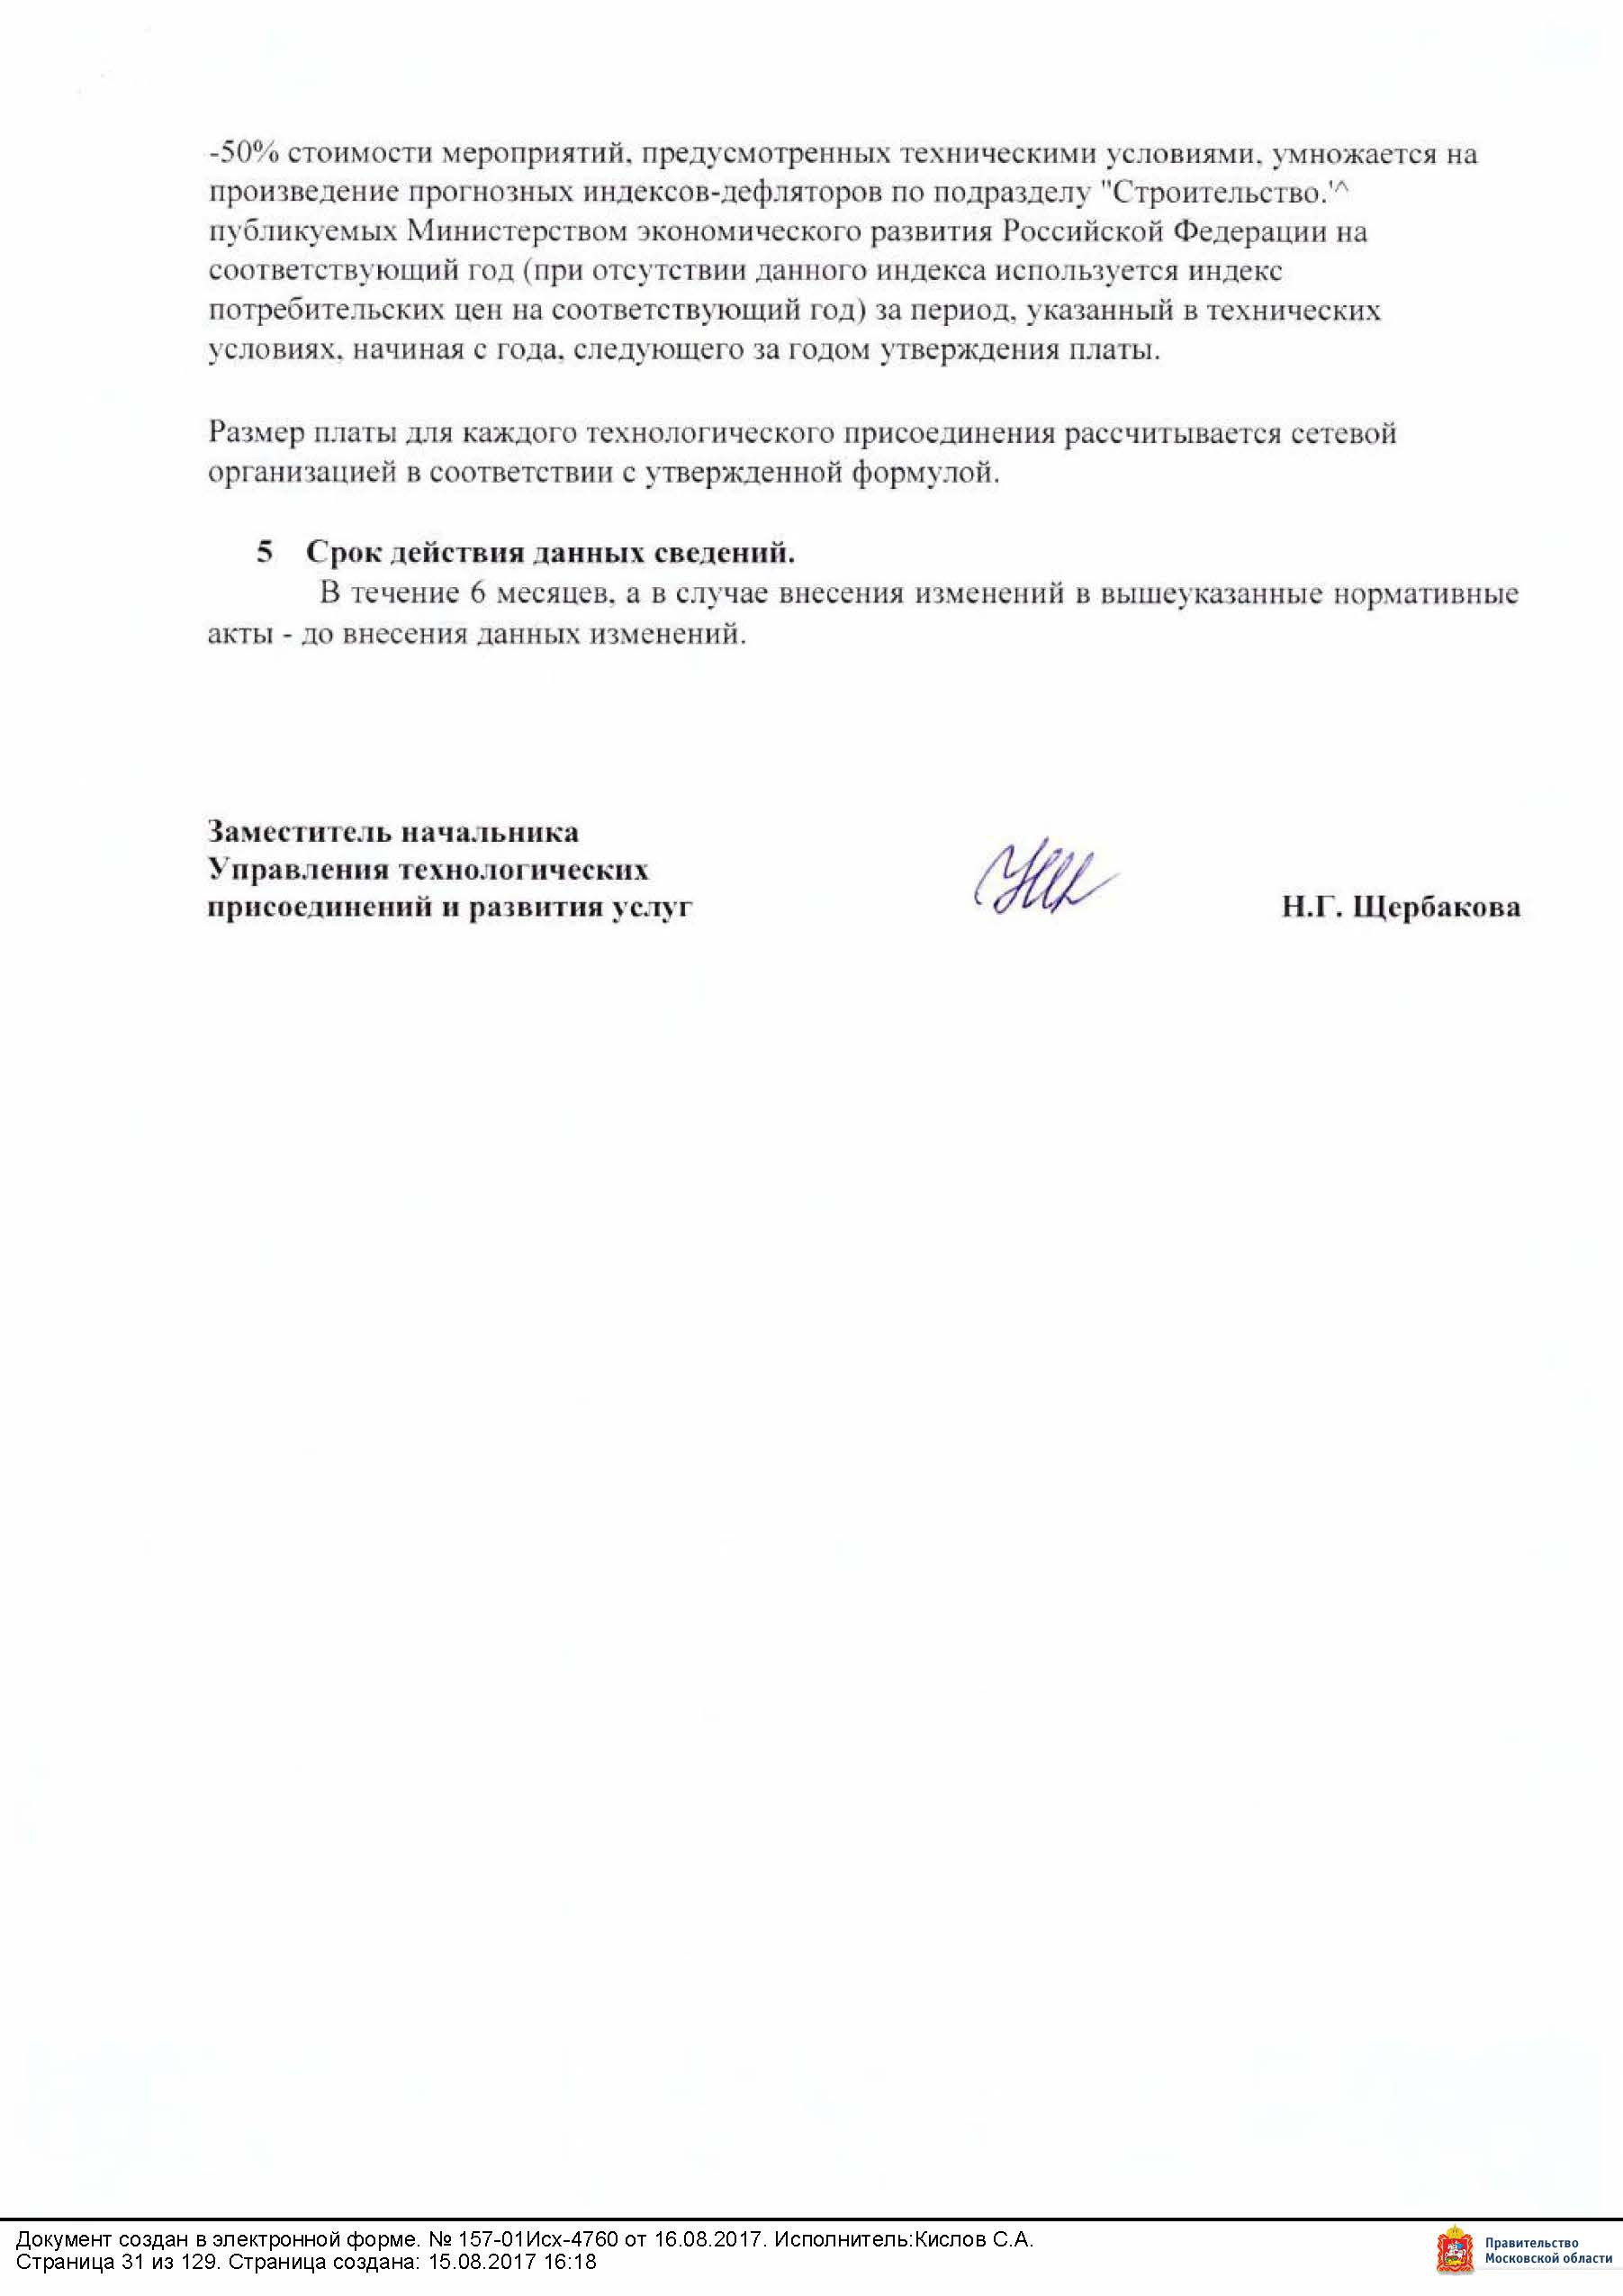 -50% стоимости мероприятий, предусмотренных техническими условиями, умножается на
произведение прогнозных индексов-дефляторов по подразделу "Строительство.'^
публикуемых Министерством экономического развития Российской Федерации на
соответствующий год (при отсутствии данного индекса используется индекс
потребительских цен на соответствующий год) за период, указанный в технических
условиях, начиная с года, следующего за годом утверждения платы.
Размер платы для каждого технологического присоединения рассчитывается сетевой
организацией в соответствии с утвержденной формулой.
5 Срок действия данных сведений.
В течение 6 месяцев, а в случае внесения изменений в вышеуказанные нормативные
акты - до внесения данных изменений.
Заместитель начальника
Управления технологических
присоединений и развития услуг
Н.Г. Щербакова
Документ создан в электронной форме. № 157-01Исх-4760 от 16.08.2017. Исполнитель:Кислов С.А.
Страница 31 из 129. Страница создана: 15.08.2017 16:18
Правительство
Московской области